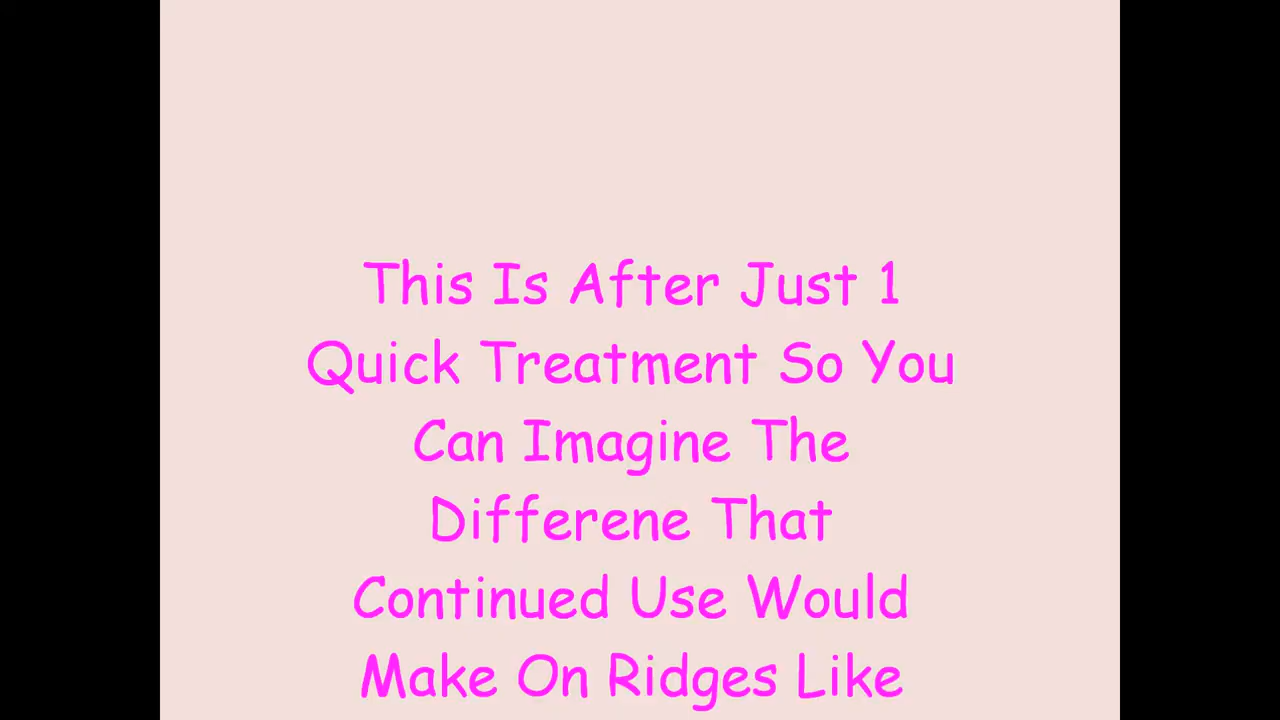 This Is After Just 1
Quick Treatment So You
Can Imagine The
Differene That
Continued Use Would
Make On Ridges Like